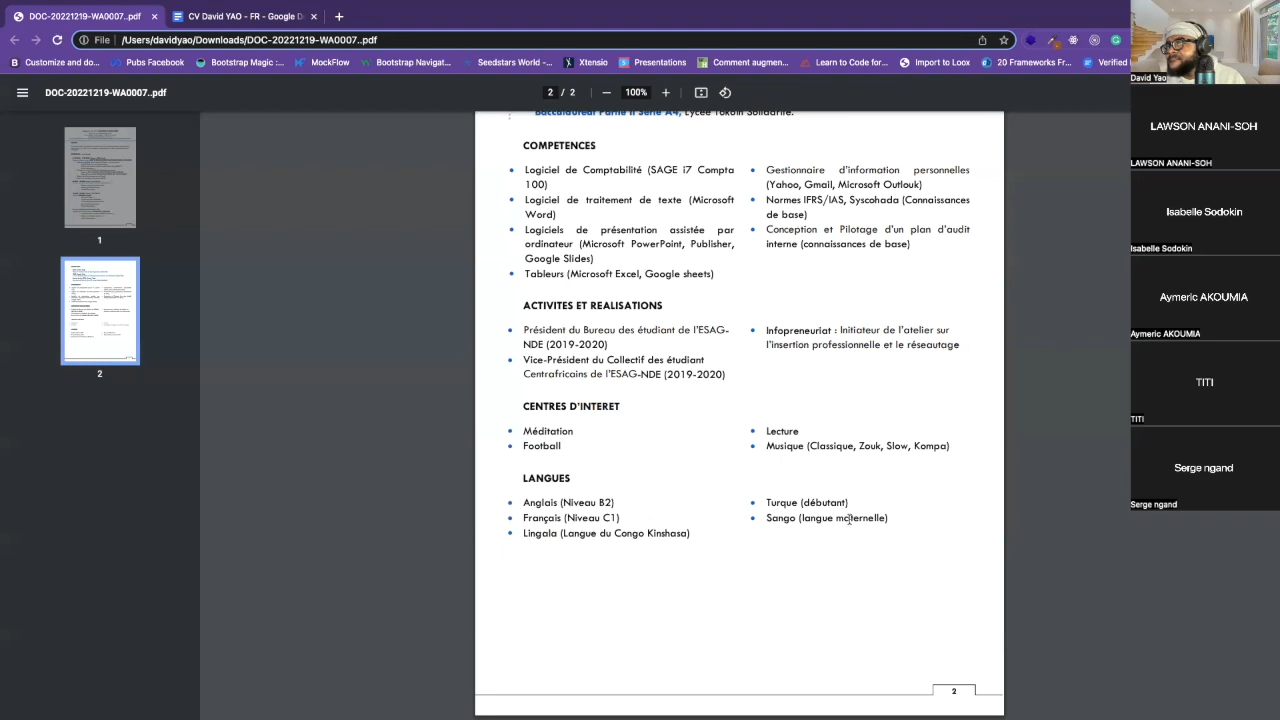 DOC-20221219-WA0007..pdf
CV David YAO - FR - Google D
File
/Users/davidyao/Downloads/DOC-20221219-WA0007..pdf
Customize and do...
Pubs Facebook
Bootstrap Magic :...
MockFlow
Bootstrap Navigat...
Seedstars World -...
Xtensio
Presentations
Comment augmen...
Learn to Code for...
Import to Loox
20 Frameworks Fr...
Verified
DOC-20221219-WA0007..pdf
2 / 2
100%
1
2
Baccalauréat Partie II Série A4, Lycée Tokoin Solidarité.
COMPETENCES
Logiciel de Comptabilité (SAGE i7 Compta
100)
Logiciel de traitement de texte (Microsoft
Word)
Logiciels de présentation assistée par
ordinateur (Microsoft PowerPoint, Publisher,
Google Slides)
Tableurs (Microsoft Excel, Google sheets)
Gestionnaire d'information personnelles
(Yahoo, Gmail, Microsoft Outlouk)
Normes IFRS/IAS, Syscohada (Connaissances
de base)
Conception et Pilotage d'un plan d'audit
interne (connaissances de base)
ACTIVITES ET REALISATIONS
Président du Bureau des étudiant de l'ESAG-
NDE (2019-2020)
Vice-Président du Collectif des étudiant
Centrafricains de l'ESAG-NDE (2019-2020)
Infopreneuriat : Initiateur de l'atelier sur
l'insertion professionnelle et le réseautage
CENTRES D'INTERET
Méditation
Football
Lecture
Musique (Classique, Zouk, Slow, Kompa)
LANGUES
Anglais (Niveau B2)
Français (Niveau C1)
Lingala (Langue du Congo Kinshasa)
Turque (débutant)
Sango (langue maternelle)
2
David Yao
LAWSON ANANI-SOH
LAWSON ANANI-SOH
Isabelle Sodokin
Isabelle Sodokin
Aymeric AKOUMIA
Aymeric AKOUMIA
TITI
TITI
Serge ngand
Serge ngand